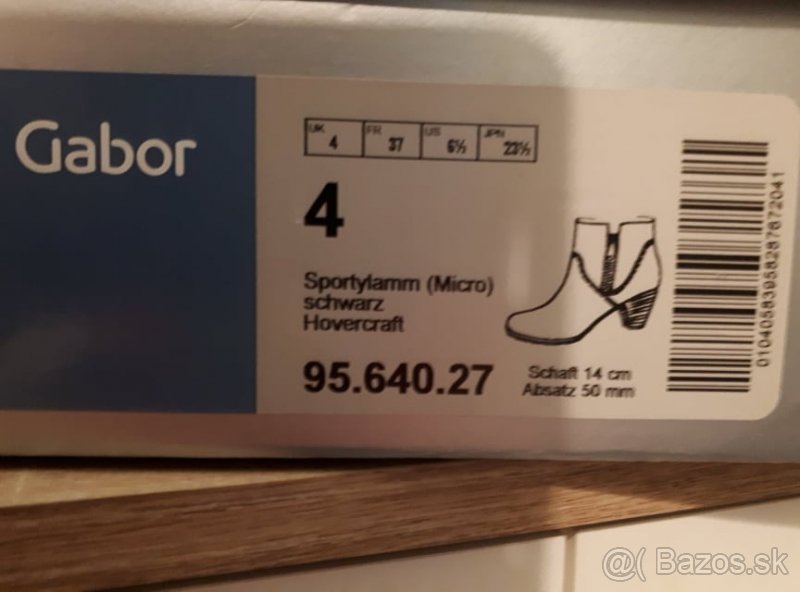 Gabor
UK 4 FR 37 US 6½ JPN 23½
4
Sportylamm (Micro)
schwarz
Hovercraft
95.640.27
Schaft 14 cm
Absatz 50 mm
01040583958287872041
@( Bazos.sk